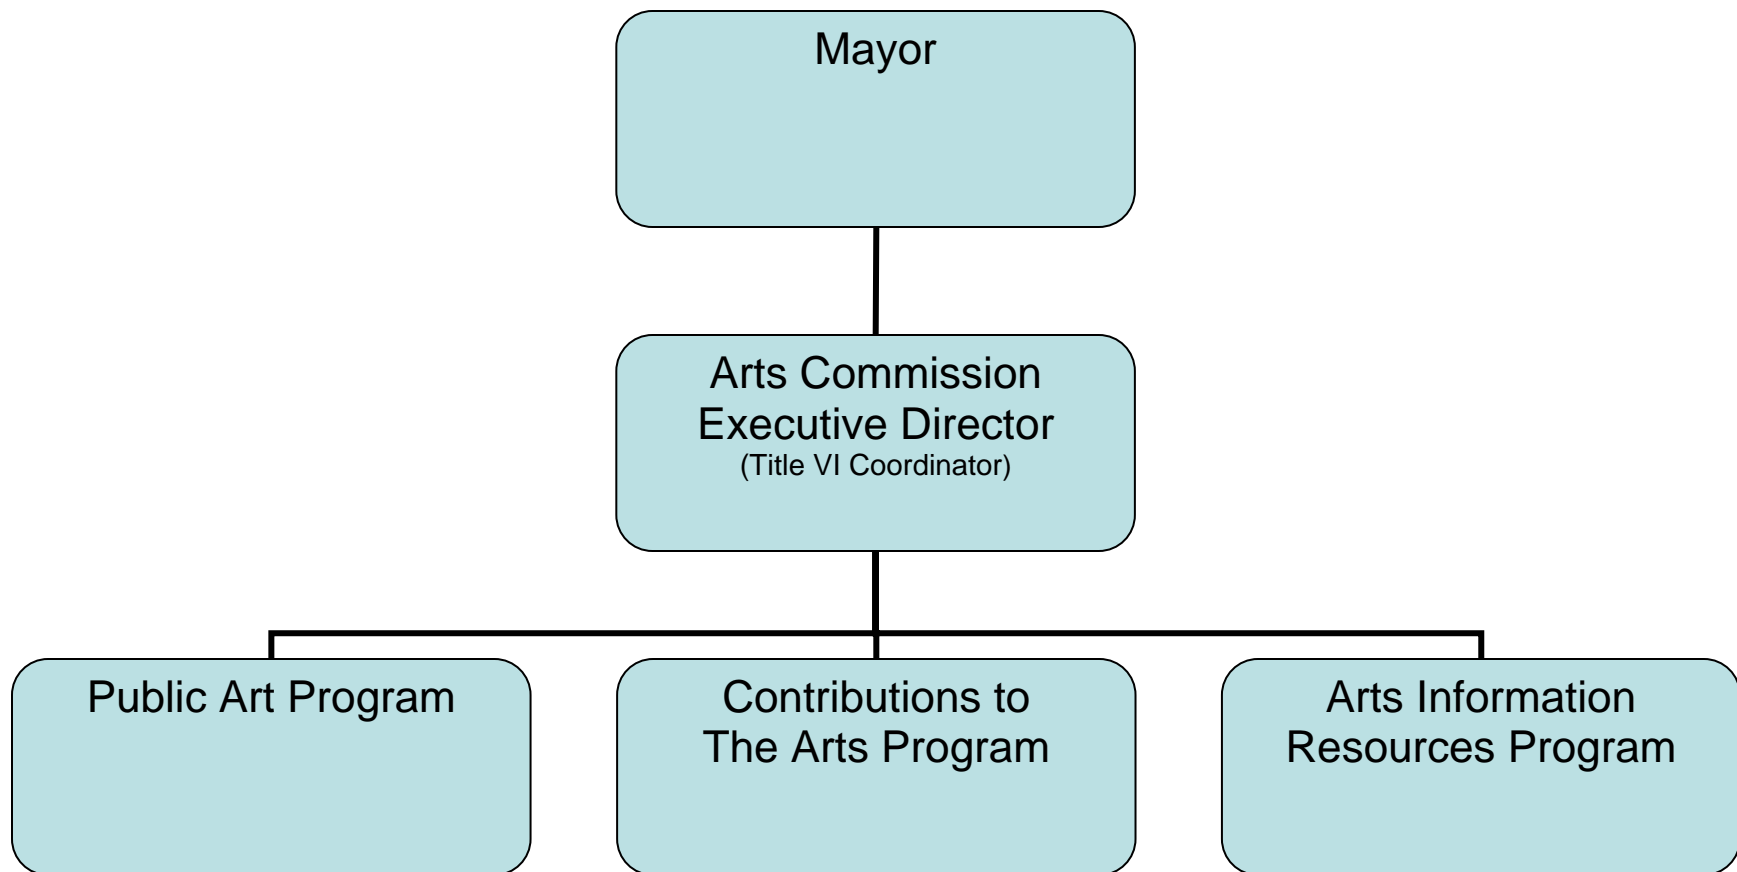 Mayor
Arts Commission
Executive Director
(Title VI Coordinator)
Public Art Program
Contributions to
The Arts Program
Arts Information
Resources Program